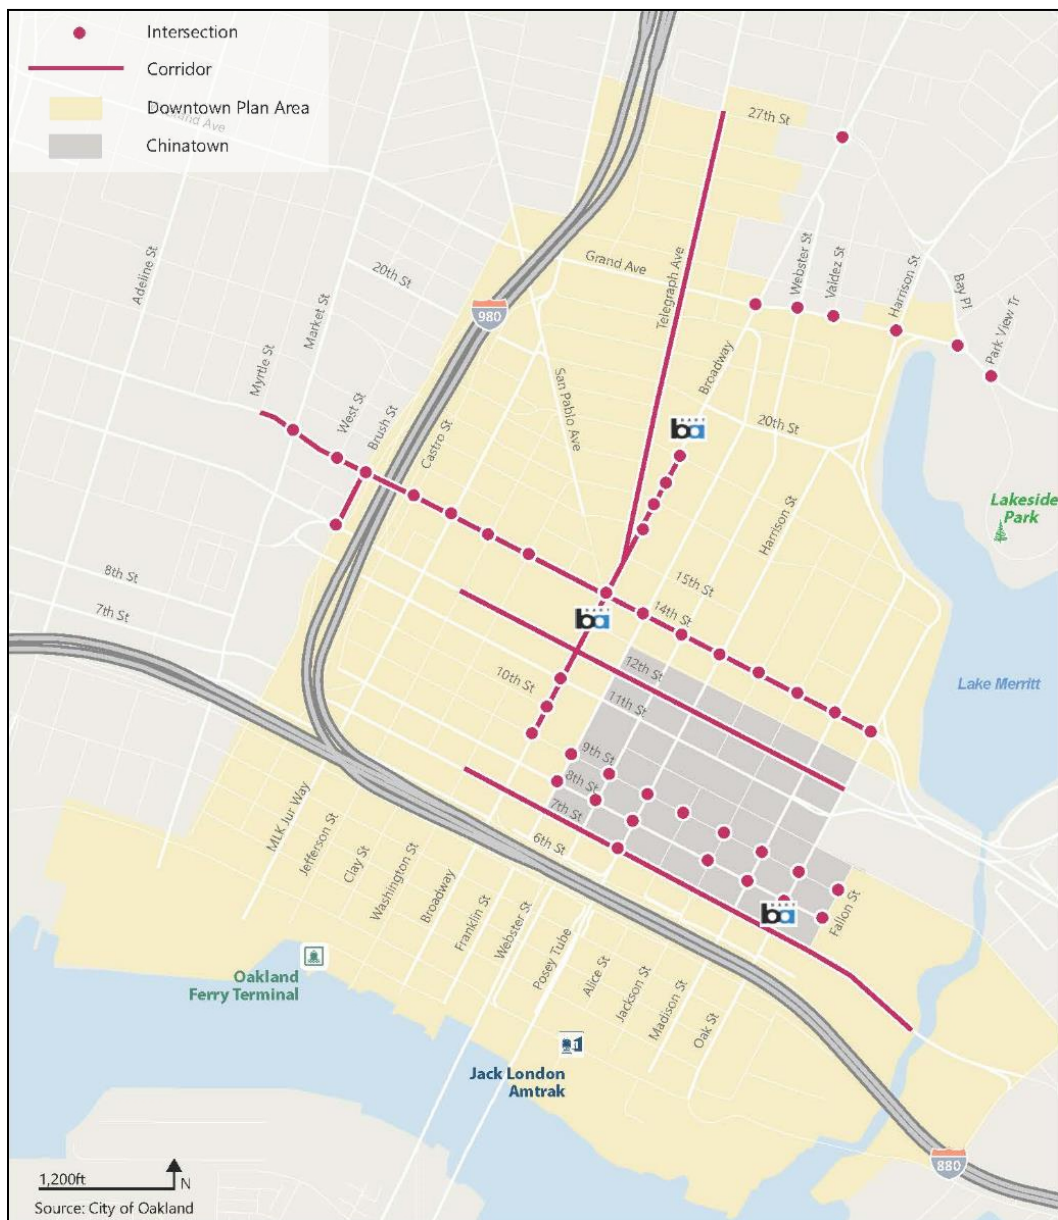 Intersection
Corridor
Downtown Plan Area
Chinatown
27th St
Adeline St
Market St
20th St
980
Grand Ave
Telegraph Ave
Webster St
Valdez St
Harrison St
Bay Pl
Park View Tr
Myrtle St
West St
Brush St
Castro St
San Pablo Ave
Broadway
ba
20th St
Harrison St
Lakeside
Park
8th St
7th St
15th St
14th St
ba
Lake Merritt
12th St
11th St
10th St
9th St
8th St
7th St
6th St
MLK Jur Way
Jefferson St
Clay St
Washington St
Broadway
Franklin St
Webster St
Posey Tube
Alice St
Jackson St
Madison St
Oak St
ba
Fallon St
Oakland
Ferry Terminal
Jack London
Amtrak
880
1,200ft
N
Source: City of Oakland